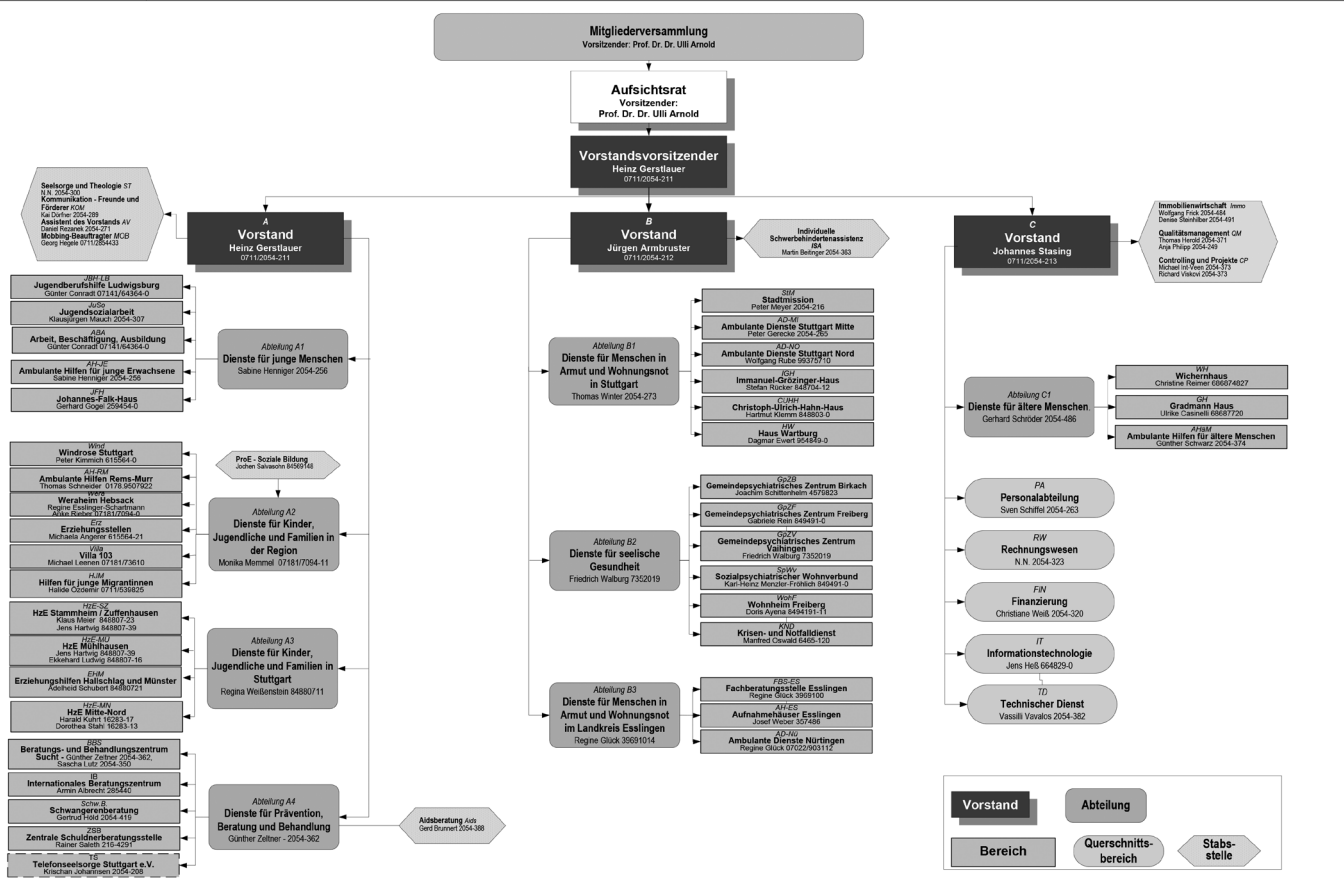 Mitgliederversammlung
Vorsitzender: Prof. Dr. Dr. Ulli Arnold
Aufsichtsrat
Vorsitzender:
Prof. Dr. Dr. Ulli Arnold
Vorstandsvorsitzender
Heinz Gerstlauer
0711/2054-211
Seelsorge und Theologie ST
N.N. 2054-300
Kommunikation - Freunde und
Förderer KOM
Kai Dörfner 2054-289
Assistent des Vorstands AV
Daniel Rezanek 2054-271
Mobbing-Beauftragter MCB
Georg Hegele 0711/2854433
A
Vorstand
Heinz Gerstlauer
0711/2054-211
JBH-LB
Jugendberufshilfe Ludwigsburg
Günter Conradt 07141/64364-0
JuSo
Jugendsozialarbeit
Klausjürgen Mauch 2054-307
ABA
Arbeit, Beschäftigung, Ausbildung
Günter Conradt 07141/64364-0
AH-JE
Ambulante Hilfen für junge Erwachsene
Sabine Henniger 2054-256
JFH
Johannes-Falk-Haus
Gerhard Gogel 259454-0
Abteilung A1
Dienste für junge Menschen
Sabine Henniger 2054-256
Wnd
Windrose Stuttgart
Peter Kimmich 615564-0
AH-RM
Ambulante Hilfen Rems-Murr
Thomas Schneider 0178.9507922
Wera
Weraheim Hebsack
Regine Esslinger-Schartmann
Anke Rieber 07181/7094-0
Erz
Erziehungsstellen
Michaela Angerer 615564-21
Villa
Villa 103
Michael Leenen 07181/73610
HJM
Hilfen für junge Migrantinnen
Halide Özdemir 0711/539825
ProE - Soziale Bildung
Jochen Salvasohn 84569148
Abteilung A2
Dienste für Kinder,
Jugendliche und Familien in
der Region
Monika Memmel 07181/7094-11
HzE-SZ
HzE Stammheim / Zuffenhausen
Klaus Meier 848807-23
Jens Hartwig 848807-39
HzE-MÜ
HzE Mühlhausen
Jens Hartwig 848807-39
Ekkehard Ludwig 848807-16
EHM
Erziehungshilfen Hallschlag und Münster
Adelheid Schubert 84880721
HzE-MN
HzE Mitte-Nord
Harald Kuhrt 16283-17
Dorothea Stahl 16283-13
Abteilung A3
Dienste für Kinder,
Jugendliche und Familien in
Stuttgart
Regina Weißenstein 84880711
BBS
Beratungs- und Behandlungszentrum
Sucht - Günther Zeltner 2054-362,
Sascha Lutz 2054-350
IB
Internationales Beratungszentrum
Armin Albrecht 285440
Schw.B.
Schwangerenberatung
Gertrud Höld 2054-419
ZSB
Zentrale Schuldnerberatungsstelle
Rainer Saleth 216-4291
TS
Telefonseelsorge Stuttgart e.V.
Krischan Johannsen 2054-208
Abteilung A4
Dienste für Prävention,
Beratung und Behandlung
Günther Zeltner - 2054-362
Aidsberatung Aids
Gerd Brunnert 2054-388
B
Vorstand
Jürgen Armbruster
0711/2054-212
Individuelle
Schwerbehindertenassistenz
ISA
Martin Beitinger 2054-363
Abteilung B1
Dienste für Menschen in
Armut und Wohnungsnot
in Stuttgart
Thomas Winter 2054-273
StM
Stadtmission
Peter Meyer 2054-216
AD-MI
Ambulante Dienste Stuttgart Mitte
Peter Gerecke 2054-265
AD-NO
Ambulante Dienste Stuttgart Nord
Wolfgang Rube 99375710
IGH
Immanuel-Grözinger-Haus
Stefan Rücker 848704-12
CUHH
Christoph-Ulrich-Hahn-Haus
Hartmut Klemm 848803-0
HW
Haus Wartburg
Dagmar Ewert 954849-0
Abteilung B2
Dienste für seelische
Gesundheit
Friedrich Walburg 7352019
GpZB
Gemeindepsychiatrisches Zentrum Birkach
Joachim Schittenhelm 4579823
GpZF
Gemeindepsychiatrisches Zentrum Freiberg
Gabriele Rein 849491-0
GpZV
Gemeindepsychiatrisches Zentrum
Vaihingen
Friedrich Walburg 7352019
SpWv
Sozialpsychiatrischer Wohnverbund
Karl-Heinz Menzler-Fröhlich 849491-0
WohF
Wohnheim Freiberg
Doris Ayena 8494191-11
KND
Krisen- und Notfalldienst
Manfred Oswald 6465-120
Abteilung B3
Dienste für Menschen in
Armut und Wohnungsnot
im Landkreis Esslingen
Regine Glück 39691014
FBS-ES
Fachberatungsstelle Esslingen
Regine Glück 3969100
AH-ES
Aufnahmehäuser Esslingen
Josef Weber 357486
AD-Nü
Ambulante Dienste Nürtingen
Regine Glück 07022/903112
C
Vorstand
Johannes Stasing
0711/2054-213
Immobilienwirtschaft Immo
Wolfgang Frick 2054-484
Denise Steinhilber 2054-491
Qualitätsmanagement QM
Thomas Herold 2054-371
Anja Philipp 2054-249
Controlling und Projekte CP
Michael Int-Veen 2054-373
Richard Viskovi 2054-373
Abteilung C1
Dienste für ältere Menschen
Gerhard Schröder 2054-486
WH
Wichernhaus
Christine Reimer 686874827
GH
Gradmann Haus
Ulrike Casinelli 68687720
AHäM
Ambulante Hilfen für ältere Menschen
Günther Schwarz 2054-374
PA
Personalabteilung
Sven Schiffel 2054-263
RW
Rechnungswesen
N.N. 2054-323
FiN
Finanzierung
Christiane Weiß 2054-320
IT
Informationstechnologie
Jens Heß 664829-0
TD
Technischer Dienst
Vassilli Vavalos 2054-382
Vorstand
Abteilung
Bereich
Querschnitts-
bereich
Stabs-
stelle